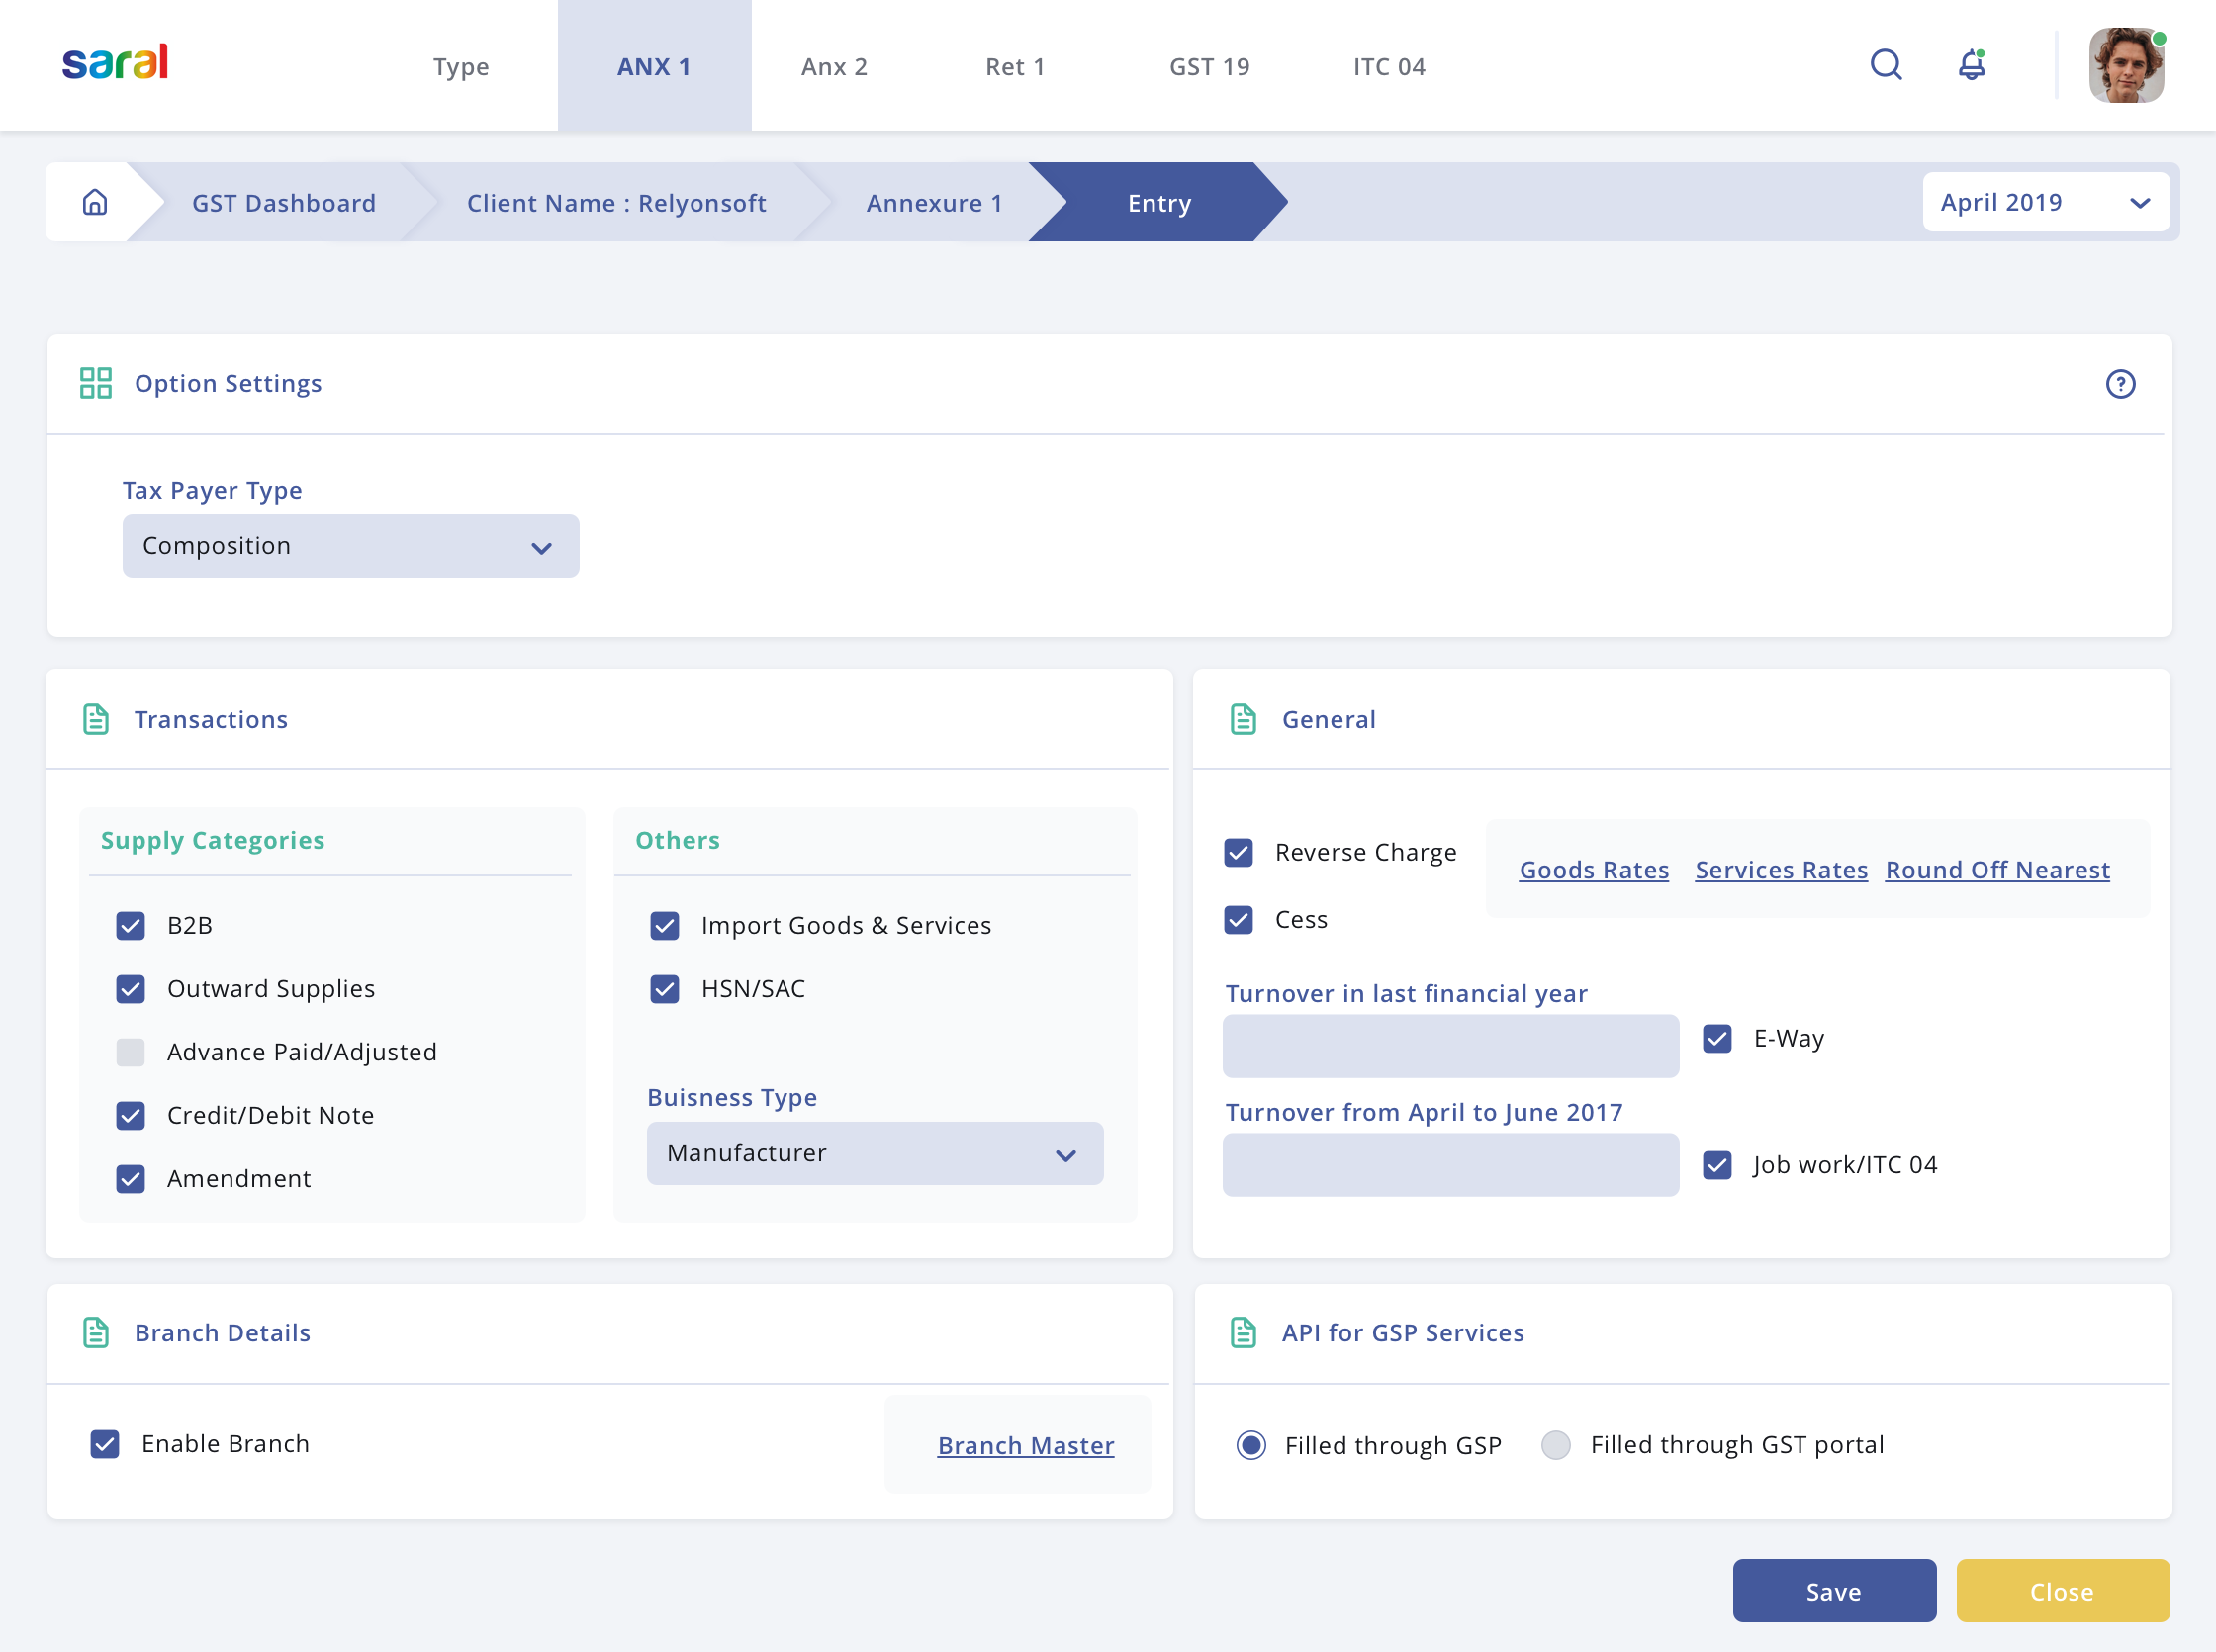 saral
Type
ANX 1
Anx 2
Ret 1
GST 19
ITC 04
GST Dashboard
Client Name : Relyonsoft
Annexure 1
Entry
April 2019
Option Settings
?
Tax Payer Type
Composition
Transactions
Supply Categories
B2B
Outward Supplies
Advance Paid/Adjusted
Credit/Debit Note
Amendment
Others
Import Goods & Services
HSN/SAC
Buisness Type
Manufacturer
General
Reverse Charge
Cess
Goods Rates
Services Rates
Round Off Nearest
Turnover in last financial year
E-Way
Turnover from April to June 2017
Job work/ITC 04
Branch Details
Enable Branch
Branch Master
API for GSP Services
Filled through GSP
Filled through GST portal
Save
Close